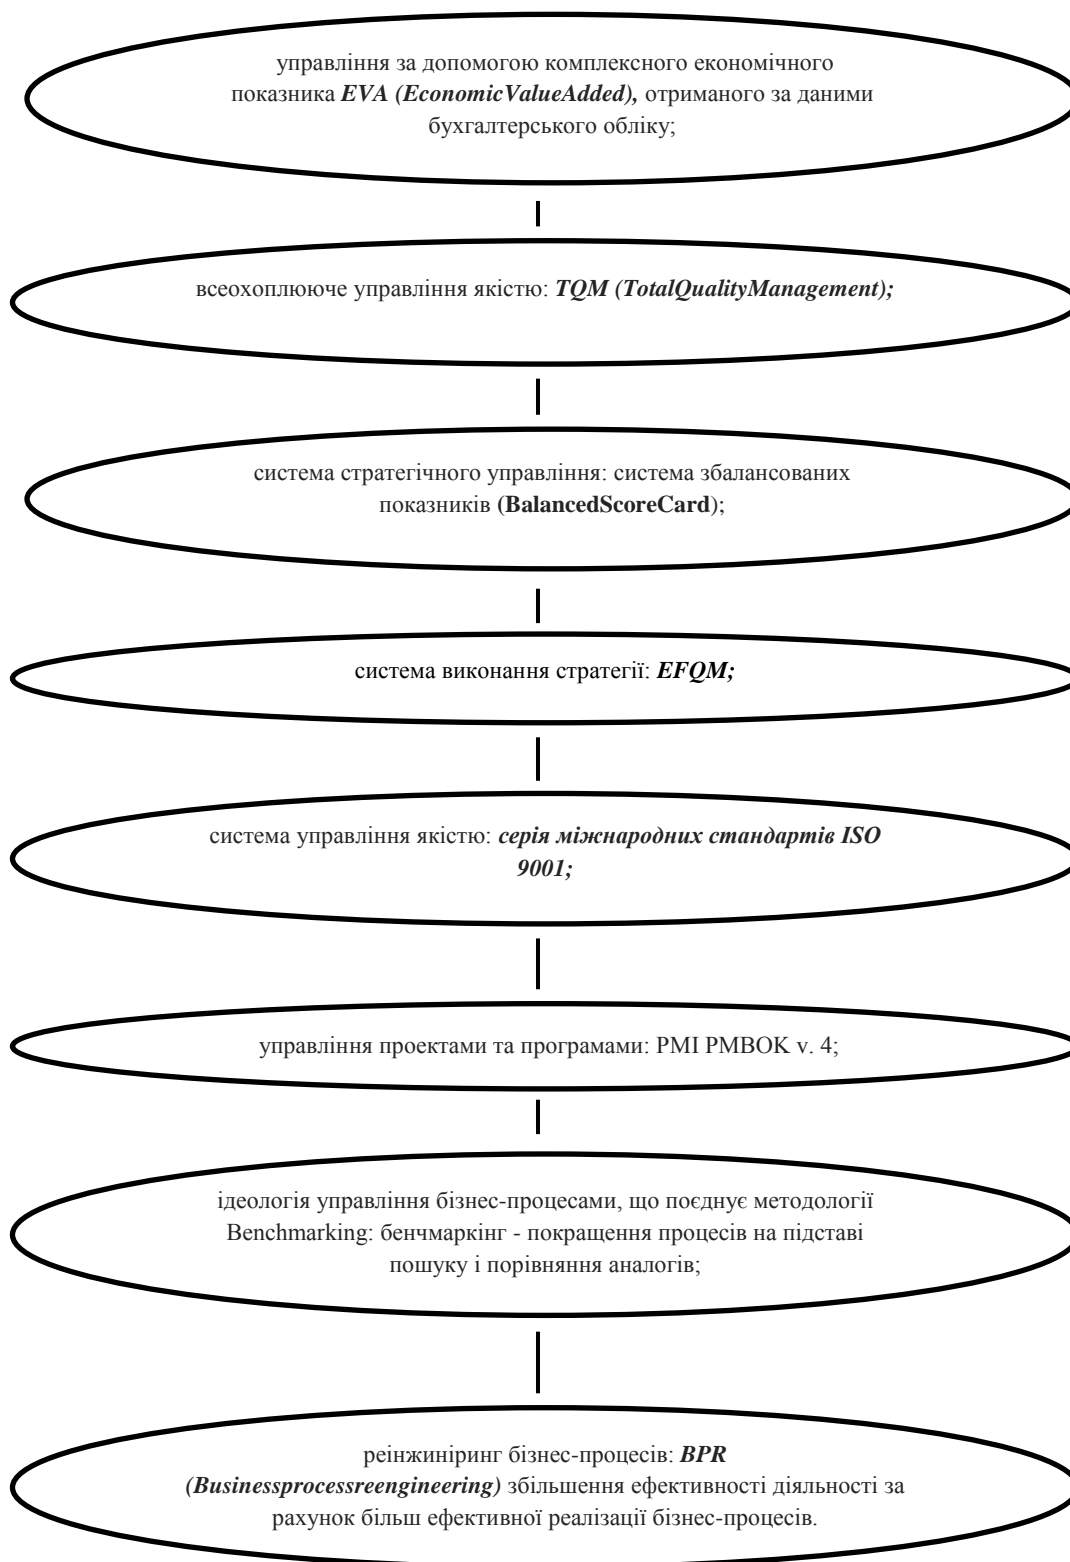 управління за допомогою комплексного економічного
показника EVA (EconomicValueAdded), отриманого за даними
бухгалтерського обліку;
всеохоплююче управління якістю: TQM (TotalQualityManagement);
система стратегічного управління: система збалансованих
показників (BalancedScoreCard);
система виконання стратегії: EFQM;
система управління якістю: серія міжнародних стандартів ISO
9001;
управління проектами та програмами: PMI PMBOK v. 4;
ідеологія управління бізнес-процесами, що поєднує методології
Benchmarking: бенчмаркінг - покращення процесів на підставі
пошуку і порівняння аналогів;
реінжиніринг бізнес-процесів: BPR
(Businessprocessreengineering) збільшення ефективності діяльності за
рахунок більш ефективної реалізації бізнес-процесів.